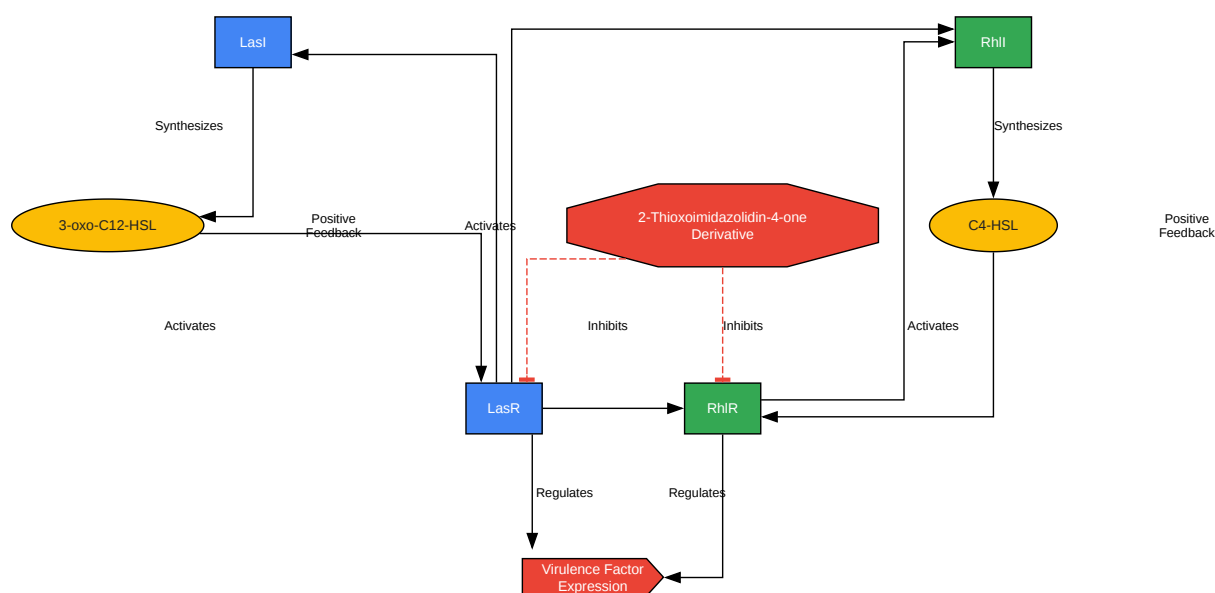 LasI
RhlI
Synthesizes
Synthesizes
3-oxo-C12-HSL
Positive
Feedback
Activates
2-Thioxoimidazolidin-4-one
Derivative
C4-HSL
Positive
Feedback
Activates
Inhibits
Inhibits
Activates
LasR
RhlR
Regulates
Regulates
Virulence Factor
Expression